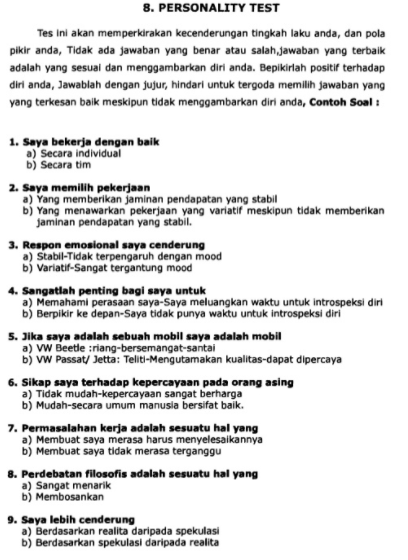 8. PERSONALITY TEST
Tes ini akan memperkirakan kecenderungan tingkah laku anda, dan pola
pikir anda, Tidak ada jawaban yang benar atau salah,jawaban yang terbaik
adalah yang sesuai dan menggambarkan diri anda. Bepikirlah positif terhadap
diri anda, Jawablah dengan jujur, hindari untuk tergoda memilih jawaban yang
yang terkesan baik meskipun tidak menggambarkan diri anda, Contoh Soal :
1. Saya bekerja dengan baik
a) Secara individual
b) Secara tim
2. Saya memilih pekerjaan
a) Yang memberikan jaminan pendapatan yang stabil
b) Yang menawarkan pekerjaan yang variatif meskipun tidak memberikan
jaminan pendapatan yang stabil.
3. Respon emosional saya cenderung
a) Stabil-Tidak terpengaruh dengan mood
b) Variatif-Sangat tergantung mood
4. Sangatlah penting bagi saya untuk
a) Memahami perasaan saya-Saya meluangkan waktu untuk introspeksi diri
b) Berpikir ke depan-Saya tidak punya waktu untuk introspeksi diri
5. Jika saya adalah sebuah mobil saya adalah mobil
a) VW Beetle :riang-bersemangat-santai
b) VW Passat/ Jetta: Teliti-Mengutamakan kualitas-dapat dipercaya
6. Sikap saya terhadap kepercayaan pada orang asing
a) Tidak mudah-kepercayaan sangat berharga
b) Mudah-secara umum manusia bersifat baik.
7. Permasalahan kerja adalah sesuatu hal yang
a) Membuat saya merasa harus menyelesaikannya
b) Membuat saya tidak merasa terganggu
8. Perdebatan filosofis adalah sesuatu hal yang
a) Sangat menarik
b) Membosankan
9. Saya lebih cenderung
a) Berdasarkan realita daripada spekulasi
b) Berdasarkan spekulasi daripada realita